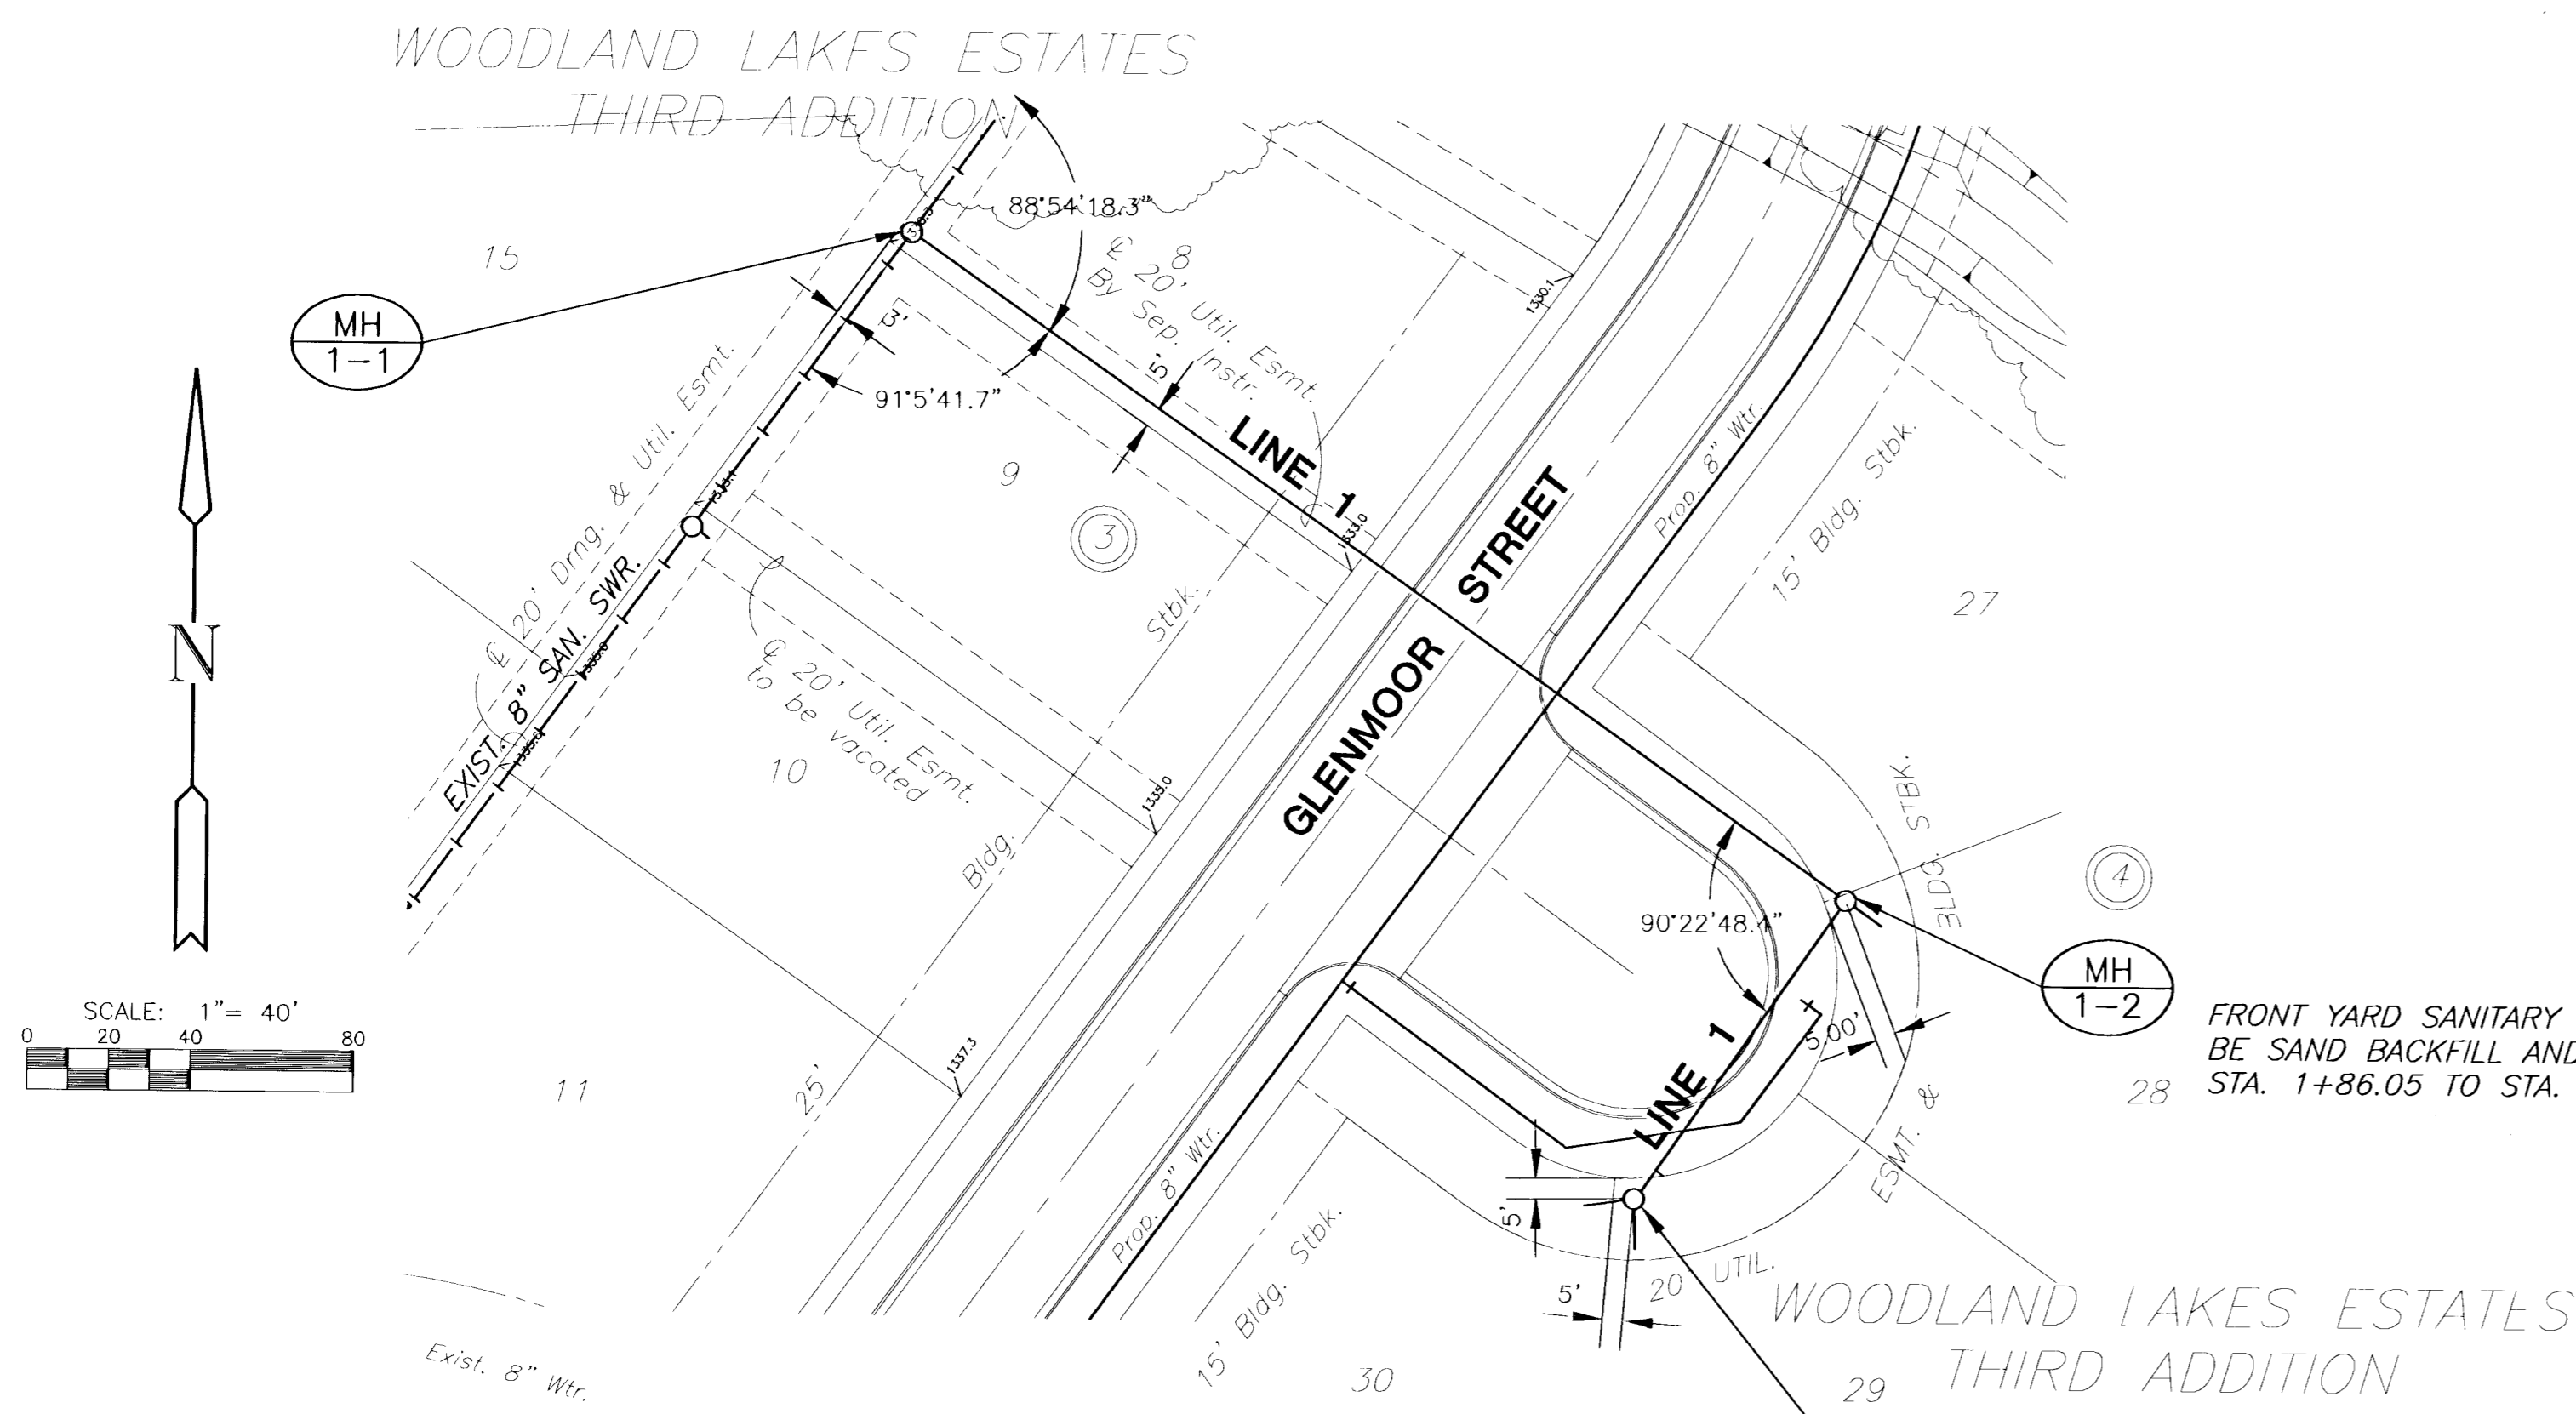 WOODLAND LAKES ESTATES
THIRD ADDITION
88°54'18.3"
15
8
℄ 20' Util. Esmt.
By Sep. Instr.
MH
1-1
3'
91°5'41.7"
5'
1330.1
LINE 1
9
3
1333.0
℄ 20' Drng. & Util. Esmt.
EXIST. 8" SAN. SWR.
1335.0
℄ 20' Util. Esmt.
to be
vacated
10
1335.0
25' Bldg. Stbk.
GLENMOOR STREET
Prop. 8" Wtr.
15' Bldg. Stbk.
27
N
SCALE: 1"= 40'
0 20 40 80
11
1337.3
90°22'48.4"
4
MH
1-2
5.00'
LINE 1
FRONT YARD SANITARY
BE SAND BACKFILL AND
STA. 1+86.05 TO STA.
28
20 UTIL. ESMT. & BLDG. STBK.
Prop. 8" Wtr.
15' Bldg. Stbk.
5'
5'
Exist. 8" Wtr.
30
29
WOODLAND LAKES ESTATES
THIRD ADDITION